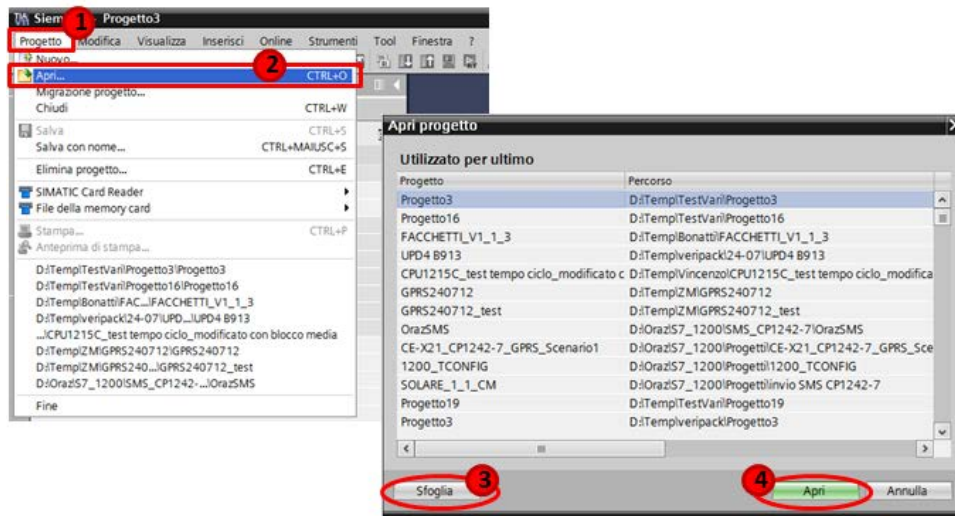 Siem Progetto3
1
Progetto Modifica Visualizza Inserisci Online Strumenti Tool Finestra ?
Nuovo...
2
Apri... CTRL+O
Migrazione progetto...
Chiudi CTRL+W
Salva CTRL+S
Salva con nome... CTRL+MAIUSC+S
Elimina progetto... CTRL+E
SIMATIC Card Reader
File della memory card
Stampa... CTRL+P
Anteprima di stampa...
D:\Temp\TestVari\Progetto3\Progetto3
D:\Temp\TestVari\Progetto16\Progetto16
D:\Temp\Bonatti\FAC...\FACCHETTI_V1_1_3
D:\Temp\veripack\24-07\UPD...\UPD4 B913
...\CPU1215C_test tempo ciclo_modificato con blocco media
D:\Temp\ZM\GPRS240712\GPRS240712
D:\Temp\ZM\GPRS240...\GPRS240712_test
D:\Oraz\S7_1200\SMS_CP1242-...\OrazSMS
Fine
Apri progetto
Utilizzato per ultimo
Progetto Percorso
Progetto3 D:\Temp\TestVari\Progetto3
Progetto16 D:\Temp\TestVari\Progetto16
FACCHETTI_V1_1_3 D:\Temp\Bonatti\FACCHETTI_V1_1_3
UPD4 B913 D:\Temp\veripack\24-07\UPD4 B913
CPU1215C_test tempo ciclo_modificato c D:\Temp\Vincenzo\CPU1215C_test tempo ciclo_modifica
GPRS240712 D:\Temp\ZM\GPRS240712
GPRS240712_test D:\Temp\ZM\GPRS240712_test
OrazSMS D:\Oraz\S7_1200\SMS_CP1242-7\OrazSMS
CE-X21_CP1242-7_GPRS_Scenario1 D:\Oraz\S7_1200\Progetti\CE-X21_CP1242-7_GPRS_Sce
1200_TCONFIG D:\Oraz\S7_1200\Progetti\1200_TCONFIG
SOLARE_1_1_CM D:\Oraz\S7_1200\Progetti\invio SMS CP1242-7
Progetto19 D:\Temp\TestVari\Progetto19
Progetto3 D:\Temp\veripack\Progetto3
3 4
Sfoglia Apri Annulla